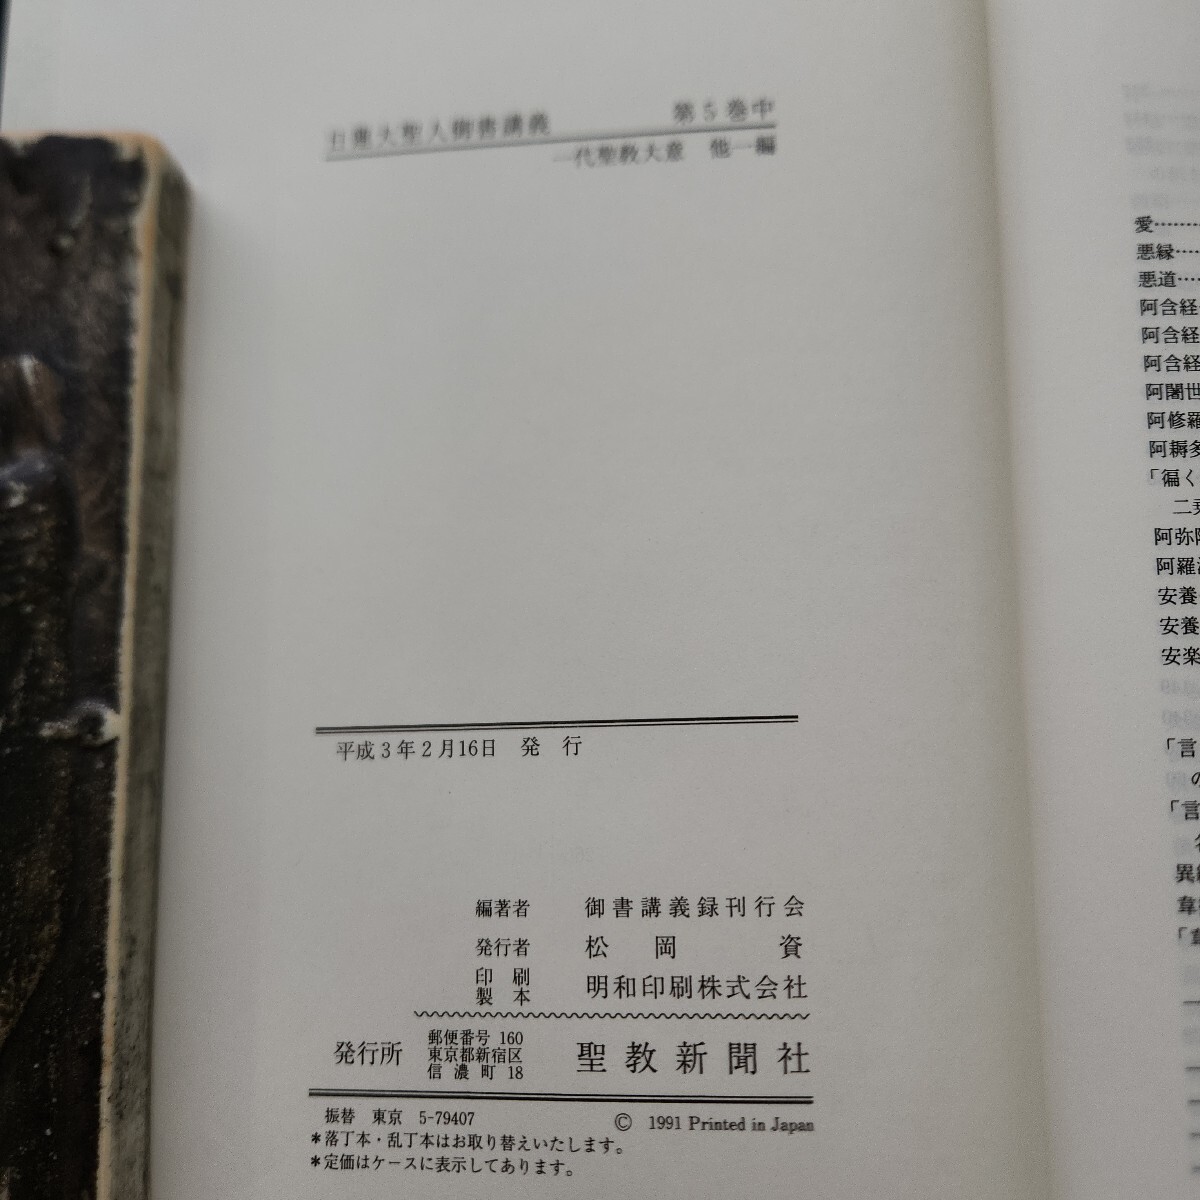 日蓮大聖人御書講義　第5巻中
一代聖教大意　他一編
平成3年2月16日　発　行
編著者　御書講義録刊行会
発行者　松　岡　資
印　刷
製　本　明和印刷株式会社
発行所
郵便番号 160
東京都新宿区
信濃町 18
聖教新聞社
振替　東京　5-79407
© 1991 Printed in Japan
＊落丁本・乱丁本はお取り替えいたします。
＊定価はケースに表示してあります。
愛………
悪縁……
悪道……
阿含経
阿含経
阿含経
阿闍世
阿修羅
阿耨多
「徧く
二乗
阿弥陀
阿羅
安養
安養
安楽
「言
の
「言
異